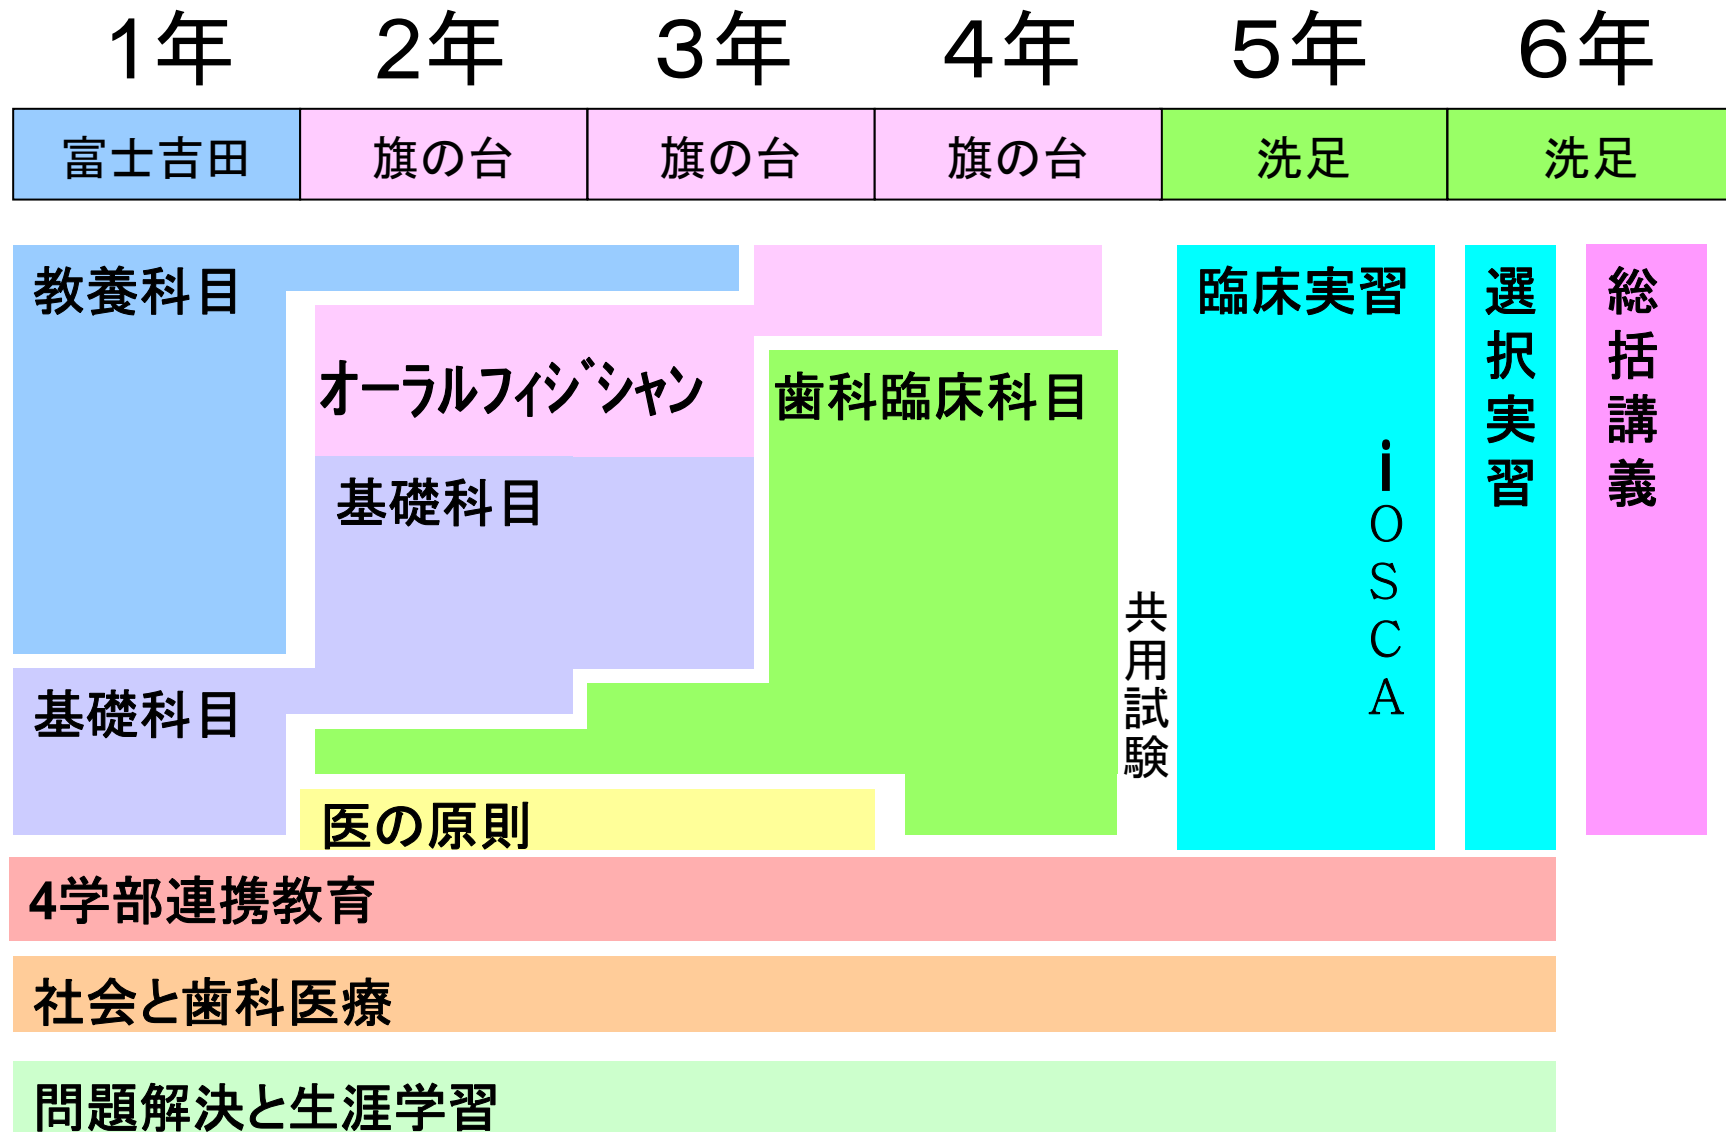 1年 2年 3年 4年 5年 6年
富士吉田 旗の台 旗の台 旗の台 洗足 洗足
教養科目
オーラルフィジシャン
基礎科目
基礎科目
歯科臨床科目
医の原則
共用試験
臨床実習
iOSCA
選択実習
総括講義
4学部連携教育
社会と歯科医療
問題解決と生涯学習